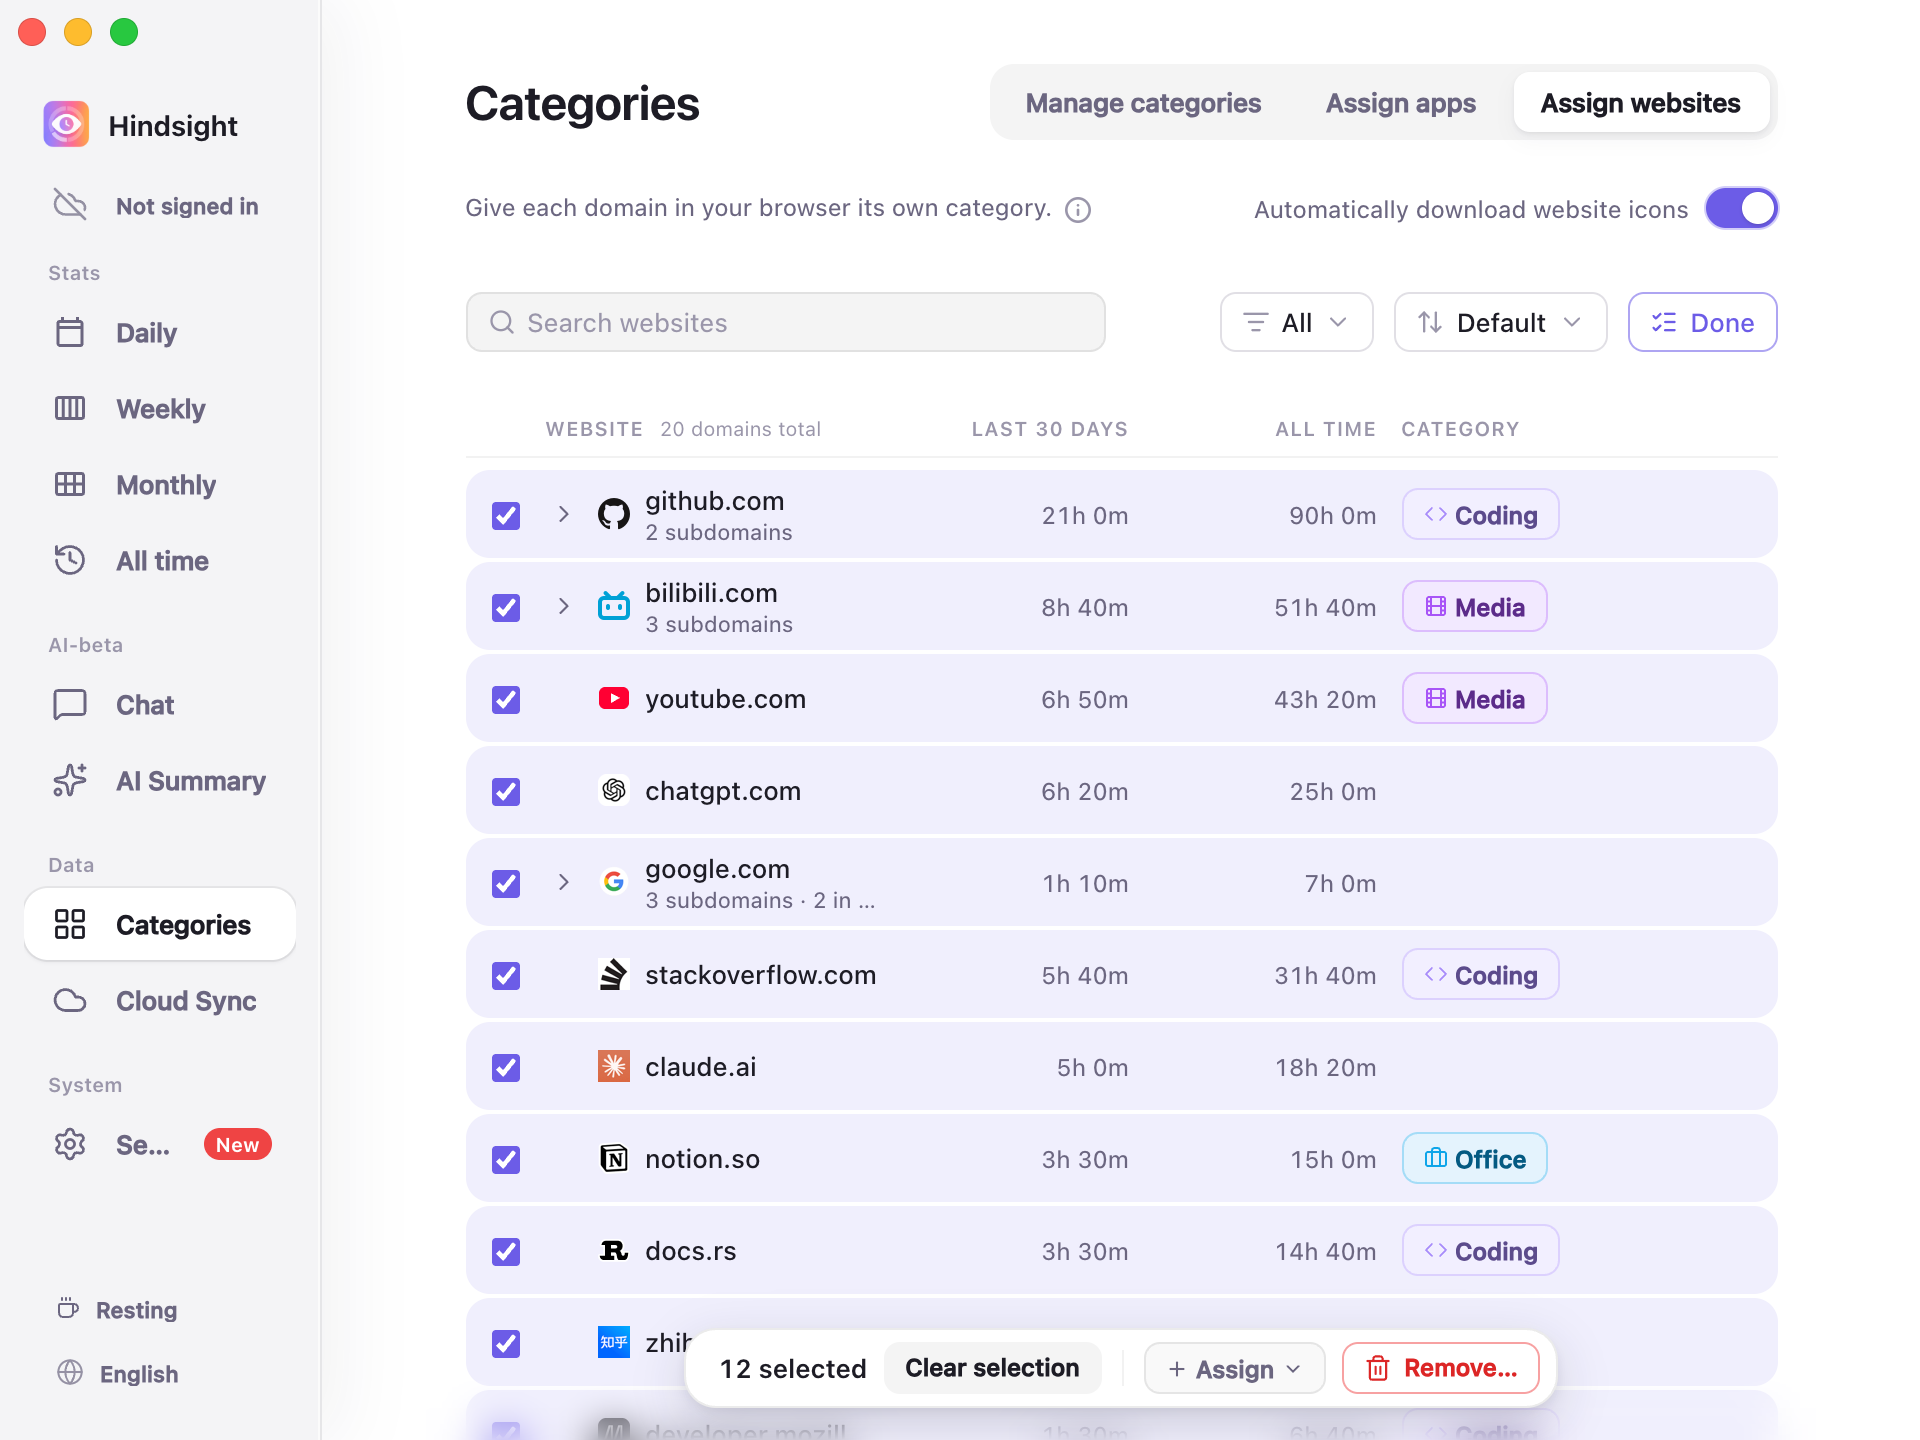 Hindsight
Not signed in
Stats
Daily
Weekly
Monthly
All time
AI-beta
Chat
AI Summary
Data
Categories
Cloud Sync
System
Se... New
Resting
English
Categories
Manage categories Assign apps Assign websites
Give each domain in your browser its own category.
Automatically download website icons
Search websites
All Default Done
WEBSITE 20 domains total LAST 30 DAYS ALL TIME CATEGORY
github.com
2 subdomains
21h 0m 90h 0m Coding
bilibili.com
3 subdomains
8h 40m 51h 40m Media
youtube.com 6h 50m 43h 20m Media
chatgpt.com 6h 20m 25h 0m
google.com
3 subdomains · 2 in ...
1h 10m 7h 0m
stackoverflow.com 5h 40m 31h 40m Coding
claude.ai 5h 0m 18h 20m
notion.so 3h 30m 15h 0m Office
docs.rs 3h 30m 14h 40m Coding
知乎
12 selected Clear selection + Assign Remove...
developer.mozill 1h 30m 6h 40m Coding